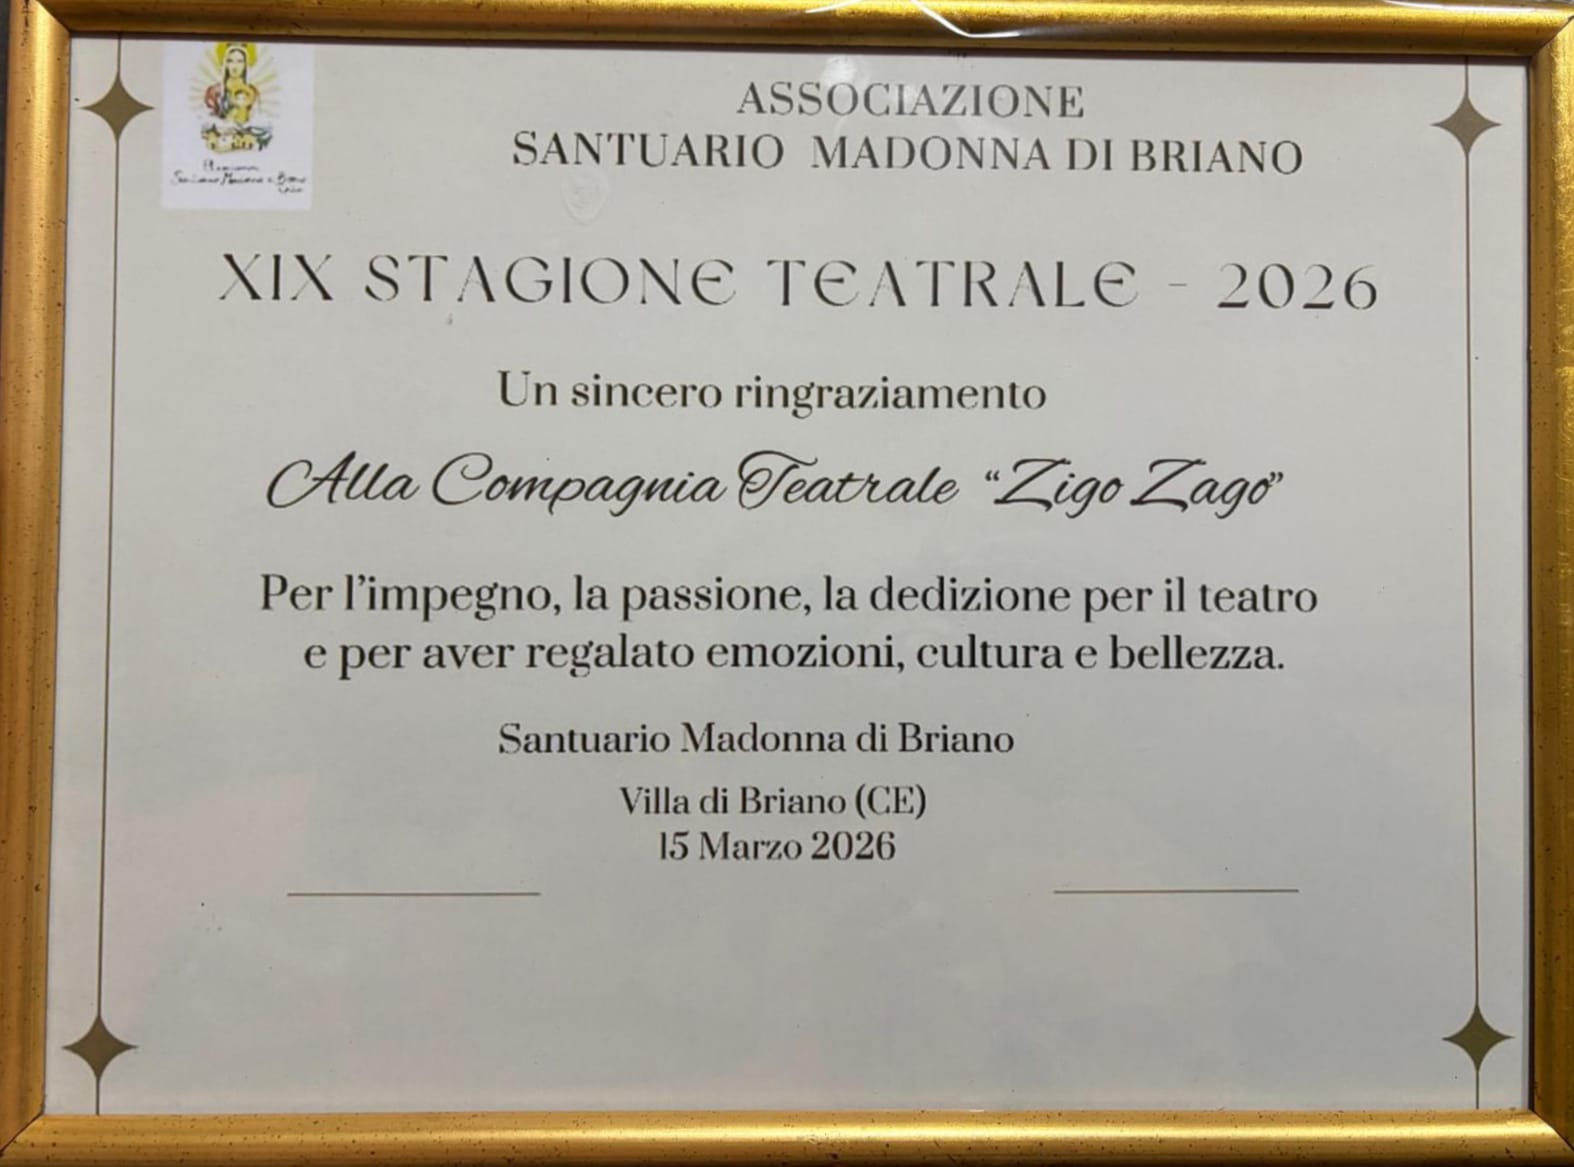 ASSOCIAZIONE
SANTUARIO MADONNA DI BRIANO
XIX STAGIONE TEATRALE - 2026
Un sincero ringraziamento
Alla Compagnia Teatrale “Zigo Zago”
Per l’impegno, la passione, la dedizione per il teatro
e per aver regalato emozioni, cultura e bellezza.
Santuario Madonna di Briano
Villa di Briano (CE)
15 Marzo 2026